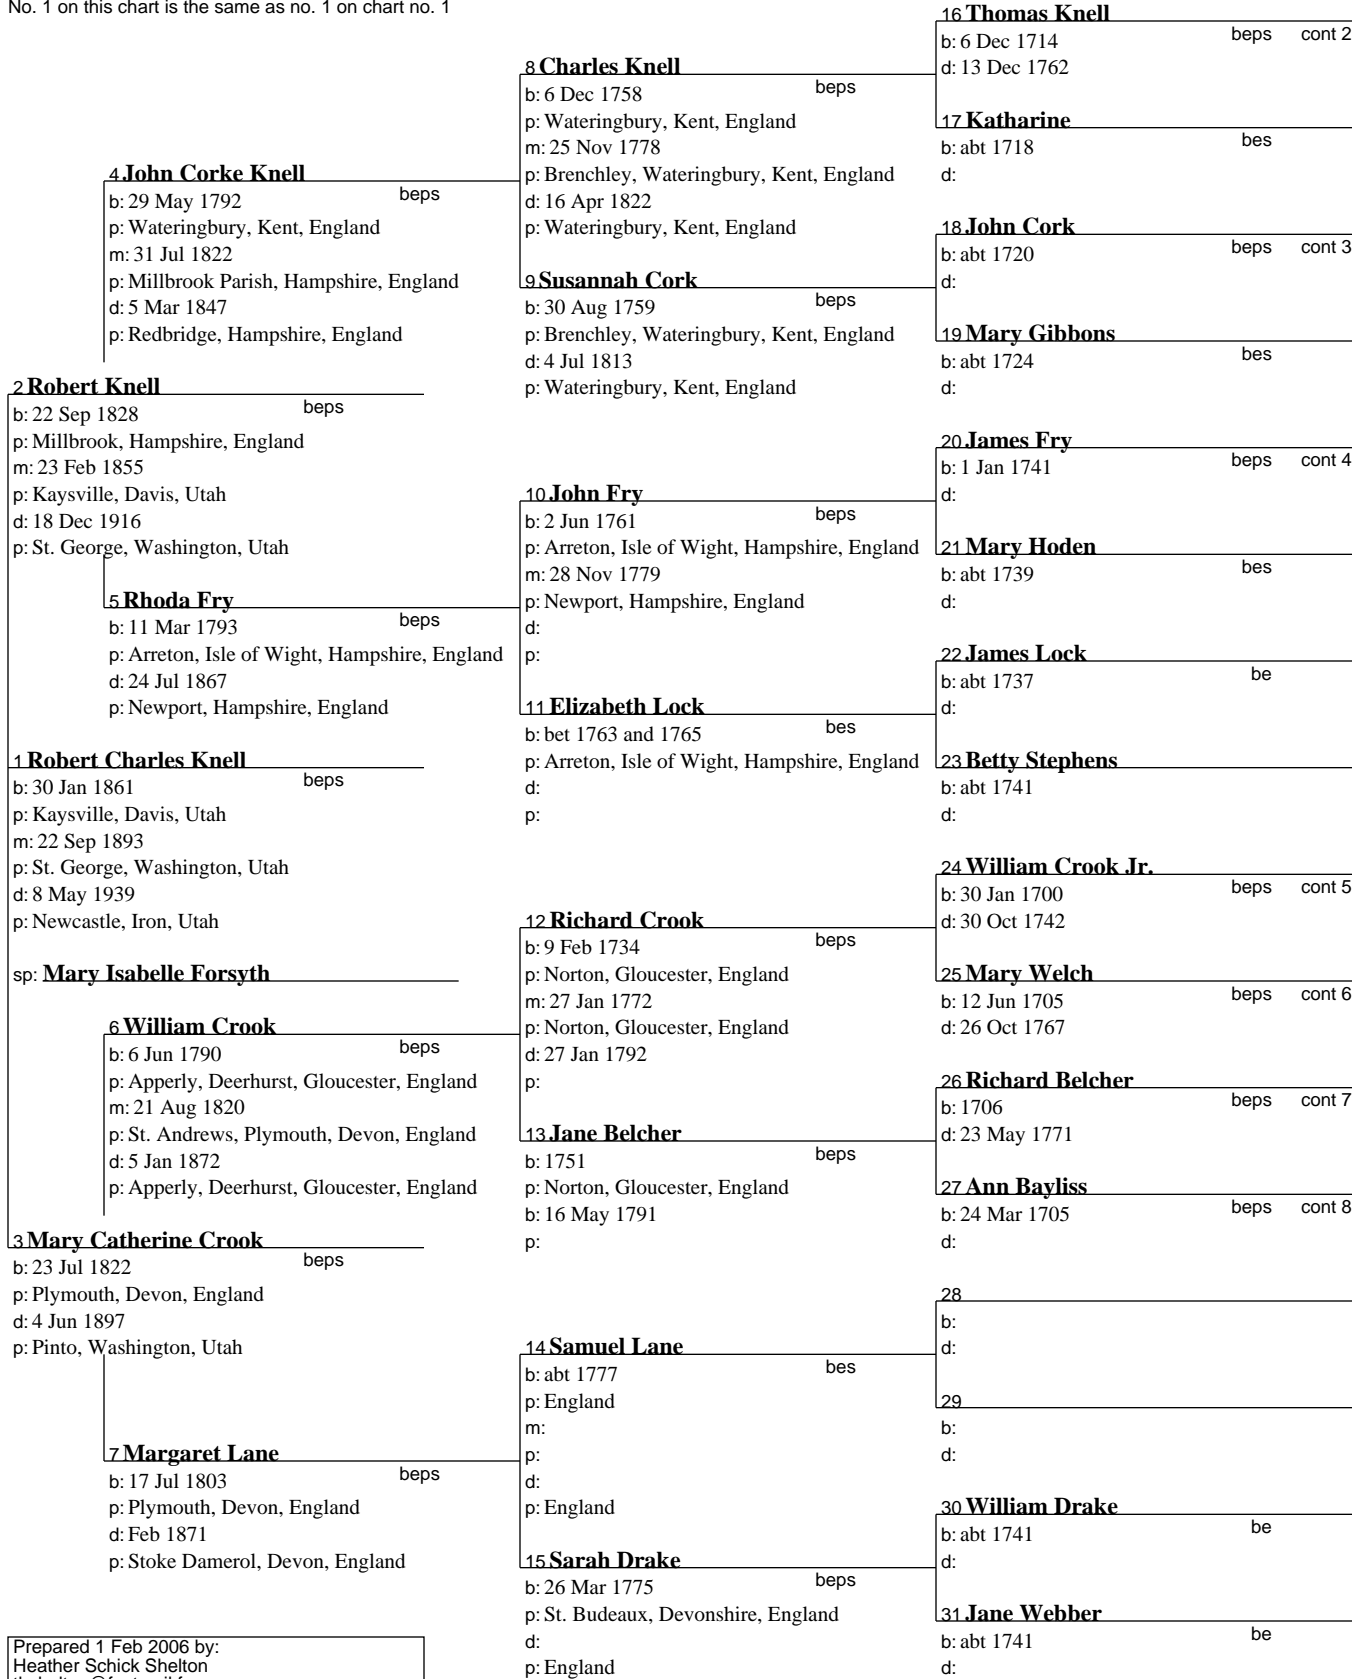 No. 1 on this chart is the same as no. 1 on chart no. 1
16 Thomas Knell
beps cont 2
b: 6 Dec 1714
d: 13 Dec 1762
8 Charles Knell
beps
b: 6 Dec 1758
p: Wateringbury, Kent, England
m: 25 Nov 1778
p: Brenchley, Wateringbury, Kent, England
d: 16 Apr 1822
p: Wateringbury, Kent, England
17 Katharine
bes
b: abt 1718
d:
4 John Corke Knell
beps
b: 29 May 1792
p: Wateringbury, Kent, England
m: 31 Jul 1822
p: Millbrook Parish, Hampshire, England
d: 5 Mar 1847
p: Redbridge, Hampshire, England
18 John Cork
beps cont 3
b: abt 1720
d:
9 Susannah Cork
beps
b: 30 Aug 1759
p: Brenchley, Wateringbury, Kent, England
d: 4 Jul 1813
p: Wateringbury, Kent, England
19 Mary Gibbons
bes
b: abt 1724
d:
2 Robert Knell
beps
b: 22 Sep 1828
p: Millbrook, Hampshire, England
m: 23 Feb 1855
p: Kaysville, Davis, Utah
d: 18 Dec 1916
p: St. George, Washington, Utah
20 James Fry
beps cont 4
b: 1 Jan 1741
d:
10 John Fry
beps
b: 2 Jun 1761
p: Arreton, Isle of Wight, Hampshire, England
m: 28 Nov 1779
p: Newport, Hampshire, England
d:
p:
21 Mary Hoden
bes
b: abt 1739
d:
5 Rhoda Fry
beps
b: 11 Mar 1793
p: Arreton, Isle of Wight, Hampshire, England
d: 24 Jul 1867
p: Newport, Hampshire, England
22 James Lock
be
b: abt 1737
d:
11 Elizabeth Lock
bes
b: bet 1763 and 1765
p: Arreton, Isle of Wight, Hampshire, England
d:
p:
23 Betty Stephens
b: abt 1741
d:
1 Robert Charles Knell
beps
b: 30 Jan 1861
p: Kaysville, Davis, Utah
m: 22 Sep 1893
p: St. George, Washington, Utah
d: 8 May 1939
p: Newcastle, Iron, Utah
sp: Mary Isabelle Forsyth
24 William Crook Jr.
beps cont 5
b: 30 Jan 1700
d: 30 Oct 1742
12 Richard Crook
beps
b: 9 Feb 1734
p: Norton, Gloucester, England
m: 27 Jan 1772
p: Norton, Gloucester, England
d: 27 Jan 1792
p:
25 Mary Welch
beps cont 6
b: 12 Jun 1705
d: 26 Oct 1767
6 William Crook
beps
b: 6 Jun 1790
p: Apperly, Deerhurst, Gloucester, England
m: 21 Aug 1820
p: St. Andrews, Plymouth, Devon, England
d: 5 Jan 1872
p: Apperly, Deerhurst, Gloucester, England
26 Richard Belcher
beps cont 7
b: 1706
d: 23 May 1771
13 Jane Belcher
beps
b: 1751
p: Norton, Gloucester, England
b: 16 May 1791
p:
27 Ann Bayliss
beps cont 8
b: 24 Mar 1705
d:
3 Mary Catherine Crook
beps
b: 23 Jul 1822
p: Plymouth, Devon, England
d: 4 Jun 1897
p: Pinto, Washington, Utah
28
b:
d:
14 Samuel Lane
bes
b: abt 1777
p: England
m:
p:
d:
p: England
29
b:
d:
7 Margaret Lane
beps
b: 17 Jul 1803
p: Plymouth, Devon, England
d: Feb 1871
p: Stoke Damerol, Devon, England
30 William Drake
be
b: abt 1741
d:
15 Sarah Drake
beps
b: 26 Mar 1775
p: St. Budeaux, Devonshire, England
d:
p: England
31 Jane Webber
be
b: abt 1741
d:
Prepared 1 Feb 2006 by:
Heather Schick Shelton